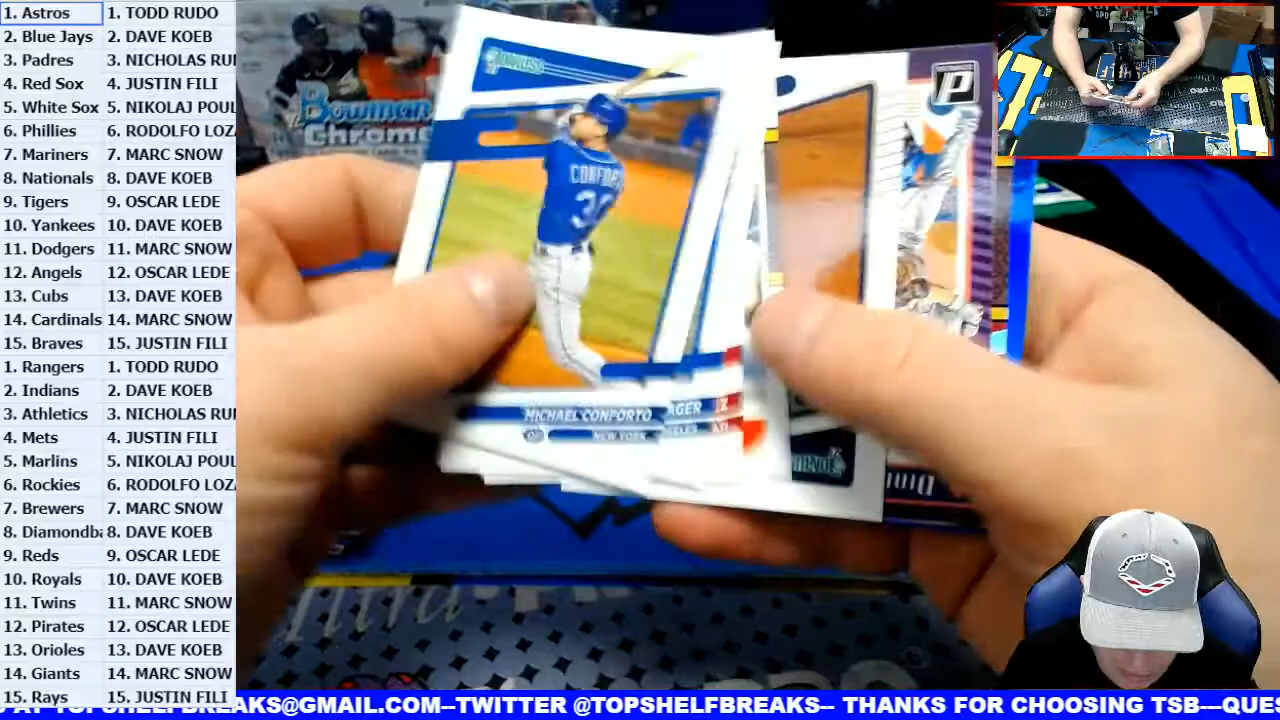 1. Astros 1. TODD RUDO
2. Blue Jays 2. DAVE KOEB
3. Padres 3. NICHOLAS RU
4. Red Sox 4. JUSTIN FILI
5. White Sox 5. NIKOLAJ POUL
6. Phillies 6. RODOLFO LOZ
7. Mariners 7. MARC SNOW
8. Nationals 8. DAVE KOEB
9. Tigers 9. OSCAR LEDE
10. Yankees 10. DAVE KOEB
11. Dodgers 11. MARC SNOW
12. Angels 12. OSCAR LEDE
13. Cubs 13. DAVE KOEB
14. Cardinals 14. MARC SNOW
15. Braves 15. JUSTIN FILI
1. Rangers 1. TODD RUDO
2. Indians 2. DAVE KOEB
3. Athletics 3. NICHOLAS RU
4. Mets 4. JUSTIN FILI
5. Marlins 5. NIKOLAJ POUL
6. Rockies 6. RODOLFO LOZ
7. Brewers 7. MARC SNOW
8. Diamondba 8. DAVE KOEB
9. Reds 9. OSCAR LEDE
10. Royals 10. DAVE KOEB
11. Twins 11. MARC SNOW
12. Pirates 12. OSCAR LEDE
13. Orioles 13. DAVE KOEB
14. Giants 14. MARC SNOW
15. Rays 15. JUSTIN FILI
Bowman
Chrome
P
CONFORTO
30
MICHAEL CONFORTO AGER
OF NEW YORK
AT TOPSHELFBREAKS@GMAIL.COM--TWITTER @TOPSHELFBREAKS-- THANKS FOR CHOOSING TSB---QUES